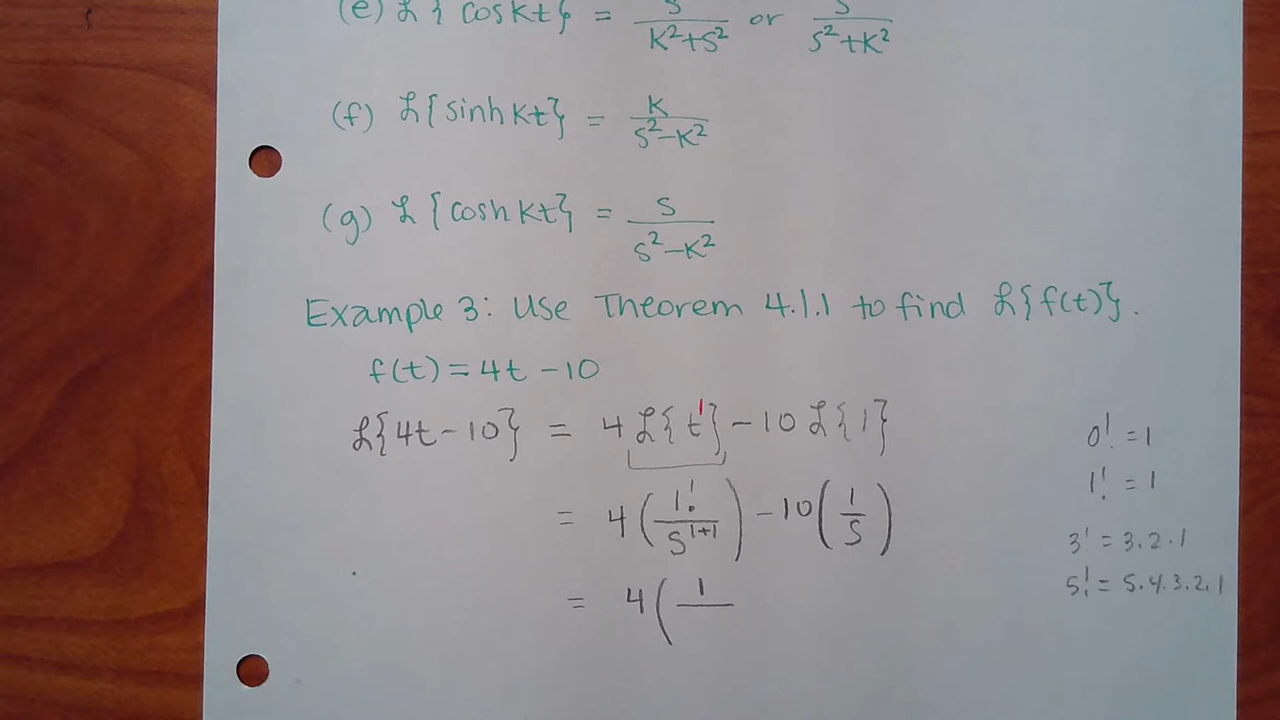 (e) ℒ{cos kt} = s/(k²+s²) or s/(s²+k²)
(f) ℒ{sinh kt} = k/(s²-k²)
(g) ℒ{cosh kt} = s/(s²-k²)
Example 3: Use Theorem 4.1.1 to find ℒ{f(t)}.
f(t) = 4t - 10
ℒ{4t - 10} = 4 ℒ{t¹} - 10 ℒ{1}
= 4 (1!/s¹⁺¹) - 10 (1/s)
= 4 (1/
0! = 1
1! = 1
3! = 3.2.1
5! = 5.4.3.2.1